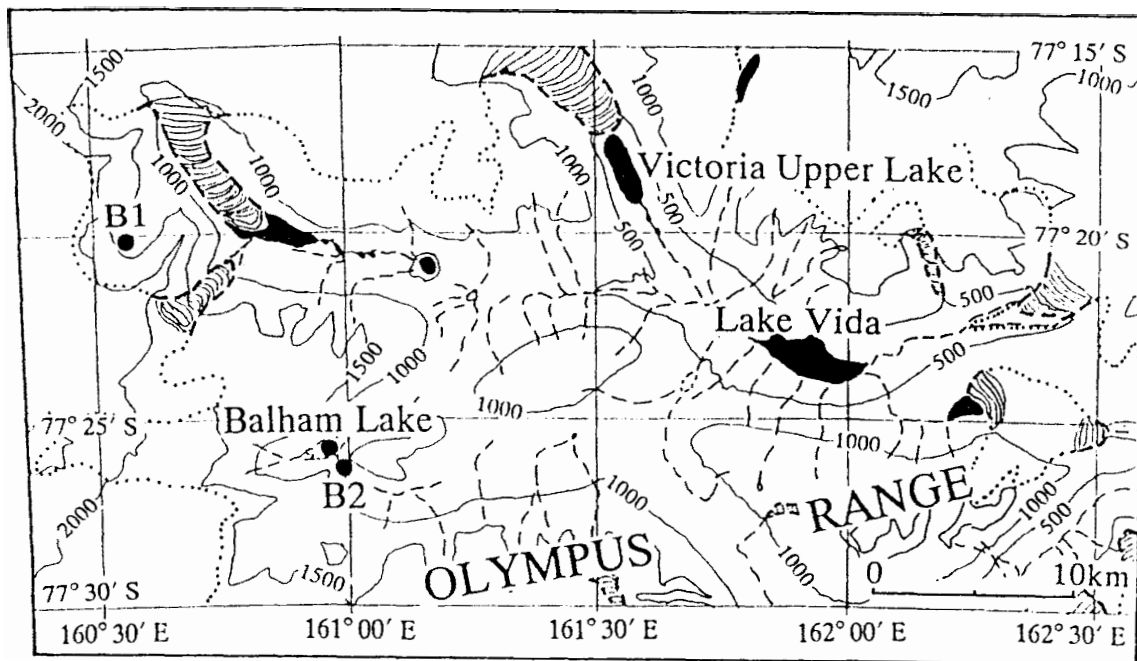 77° 15′ S
1500
2000
1000
1500
1000
1000
1000
1000
Victoria Upper Lake
500
B1
500
77° 20′ S
500
Lake Vida
500
1500
1000
1000
77° 25′ S
Balham Lake
1000
B2
2000
1000
RANGE
1000
500
OLYMPUS
1500
1000
0 10km
77° 30′ S
160° 30′ E 161° 00′ E 161° 30′ E 162° 00′ E 162° 30′ E